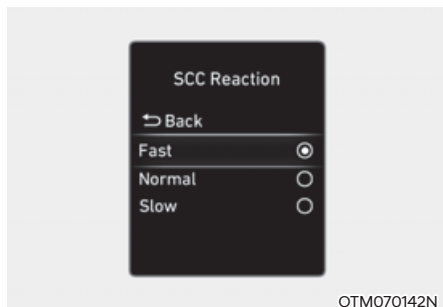 SCC Reaction
Back
Fast
Normal
Slow
OTM070142N